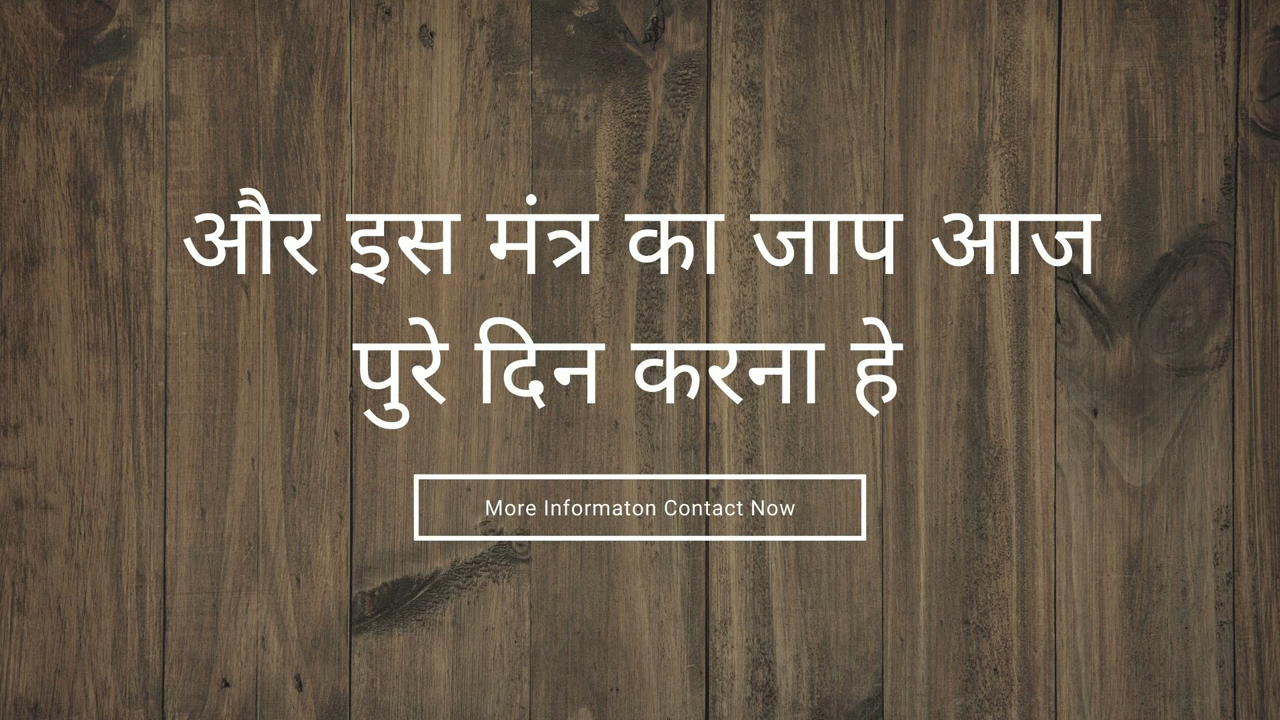 और इस मंत्र का जाप आज
पुरे दिन करना हे
More Informaton Contact Now